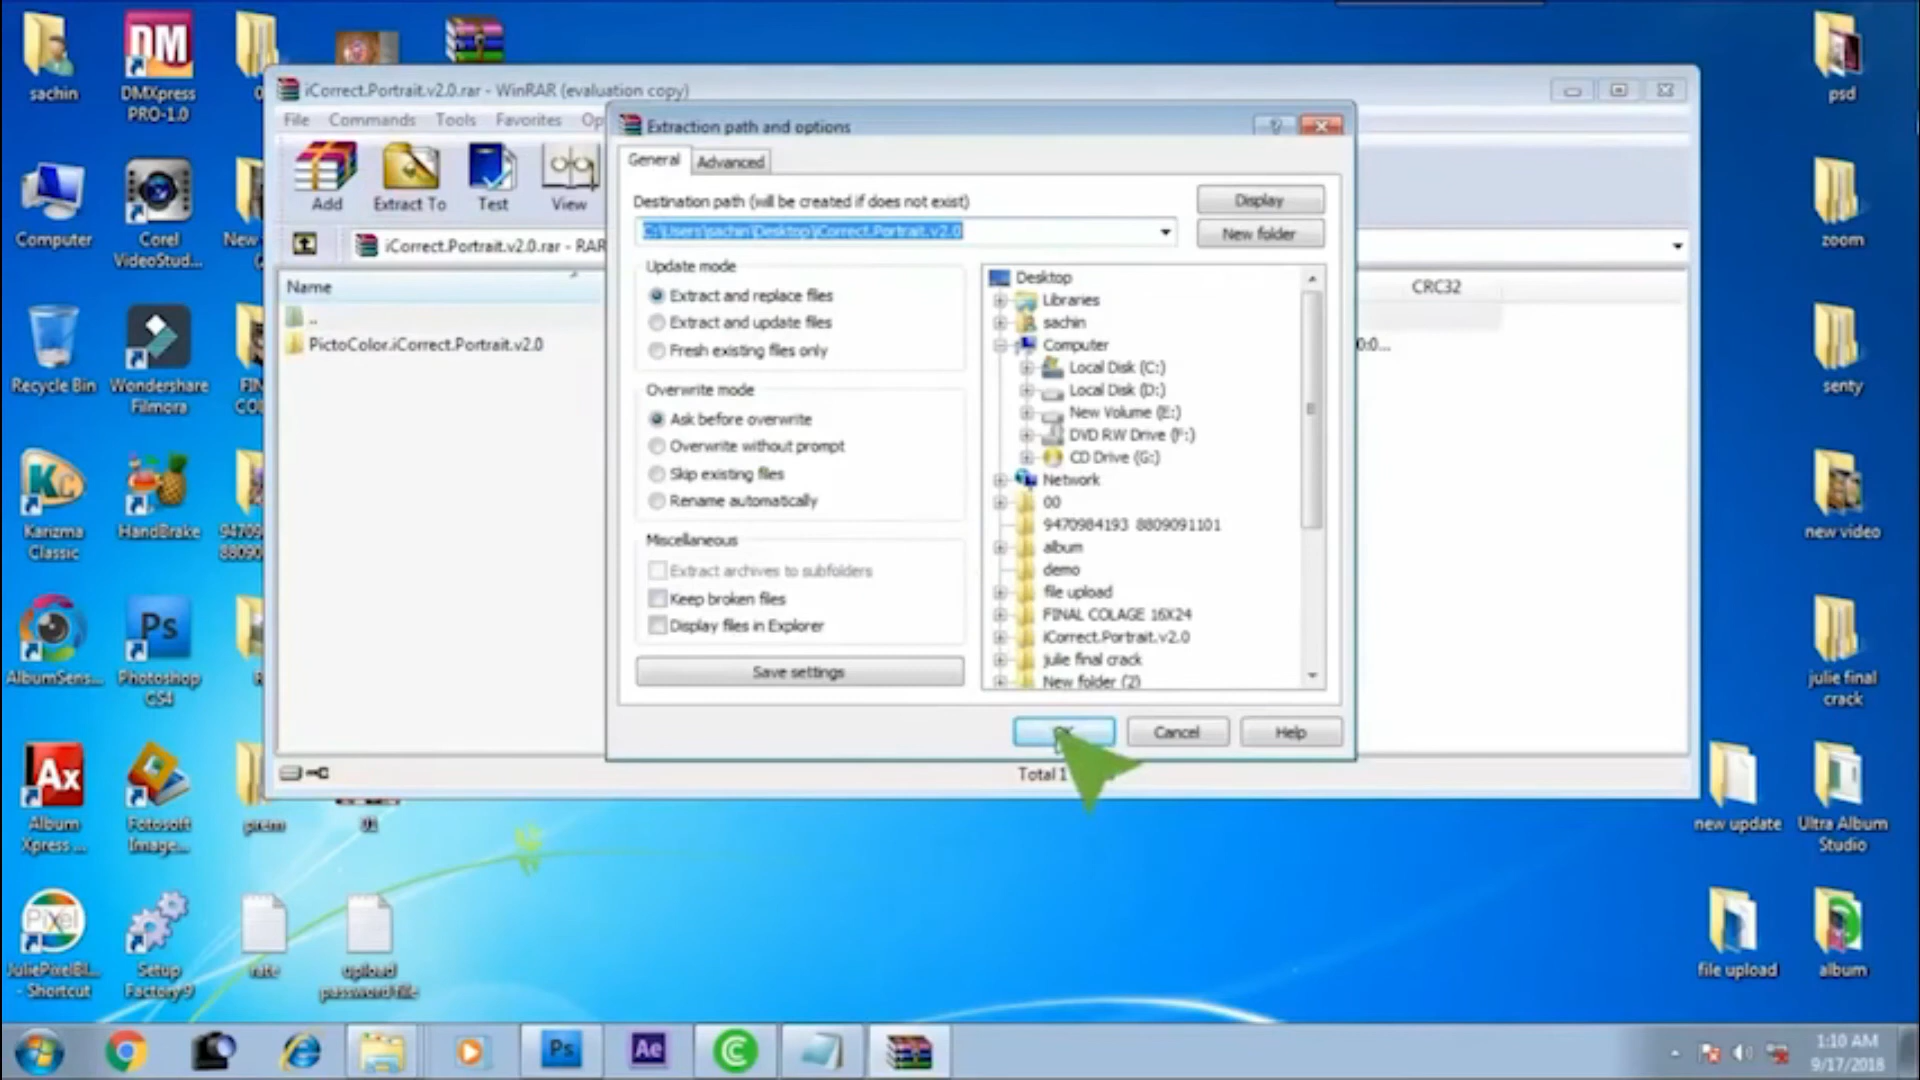 sachin
DMXpress
PRO-1.0
Computer
Corel
VideoStud...
Recycle Bin
Wondershare
Filmora
Karizma
Classic
HandBrake
AlbumSens...
Photoshop
CS4
Album
Xpress ...
Fotosoft
Image...
prem
01
JuliePixelBl...
- Shortcut
Setup
Factory 9
rate
upload
password file
iCorrect.Portrait.v2.0.rar - WinRAR (evaluation copy)
File Commands Tools Favorites Op
Add
Extract To
Test
View
iCorrect.Portrait.v2.0.rar - RAR
Name
CRC32
..
PictoColor.iCorrect.Portrait.v2.0
0:0...
Total 1
Extraction path and options
General
Advanced
Destination path (will be created if does not exist)
C:\Users\sachin\Desktop\iCorrect.Portrait.v2.0
Display
New folder
Update mode
Extract and replace files
Extract and update files
Fresh existing files only
Overwrite mode
Ask before overwrite
Overwrite without prompt
Skip existing files
Rename automatically
Miscellaneous
Extract archives to subfolders
Keep broken files
Display files in Explorer
Save settings
Desktop
Libraries
sachin
Computer
Local Disk (C:)
Local Disk (D:)
New Volume (E:)
DVD RW Drive (F:)
CD Drive (G:)
Network
00
9470984193 8809091101
album
demo
file upload
FINAL COLAGE 16X24
iCorrect.Portrait.v2.0
julie final crack
New folder (2)
Cancel
Help
psd
zoom
senty
new video
julie final
crack
new update
Ultra Album
Studio
file upload
album
1:10 AM
9/17/2018